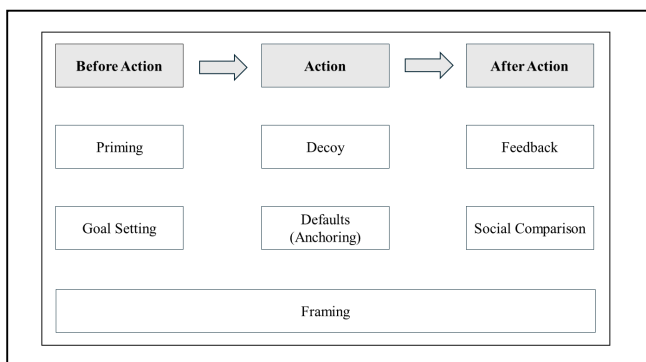 Before Action
Action
After Action
Priming
Decoy
Feedback
Goal Setting
Defaults
(Anchoring)
Social Comparison
Framing